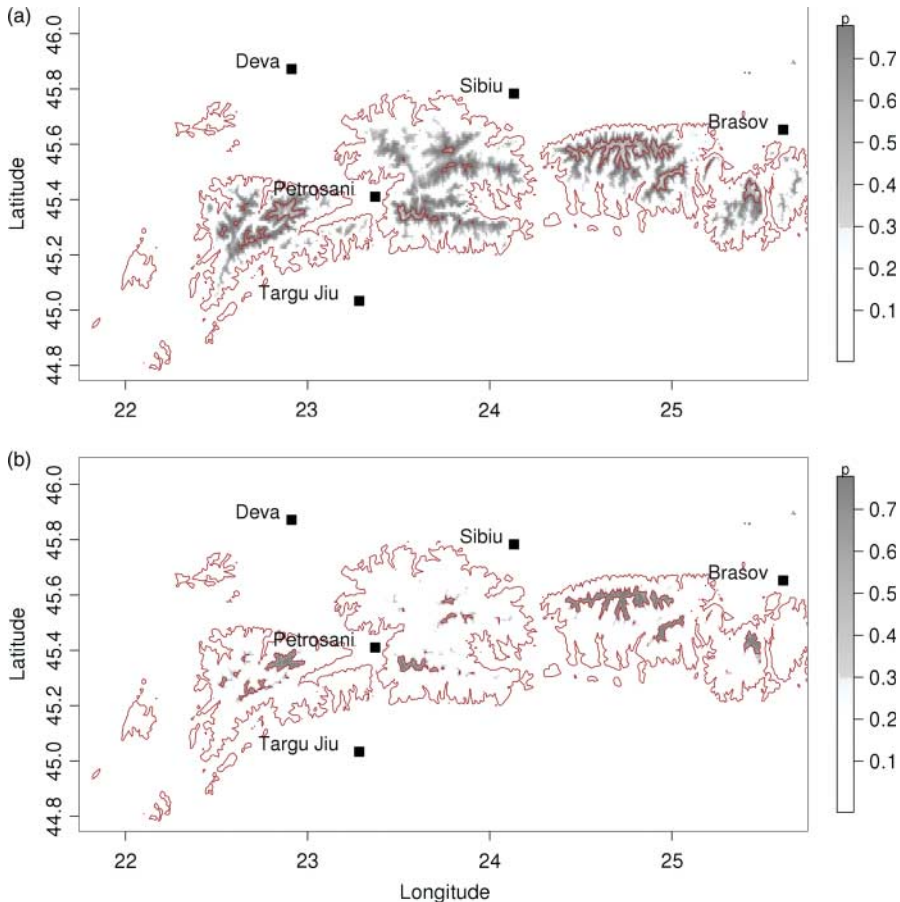 (a)
46.0
45.8
45.6
45.4
45.2
45.0
44.8
Latitude
Deva
Sibiu
Brasov
Petrosani
Targu Jiu
22
23
24
25
p
0.7
0.6
0.5
0.4
0.3
0.2
0.1
(b)
46.0
45.8
45.6
45.4
45.2
45.0
44.8
Latitude
Deva
Sibiu
Brasov
Petrosani
Targu Jiu
22
23
24
25
Longitude
p
0.7
0.6
0.5
0.4
0.3
0.2
0.1